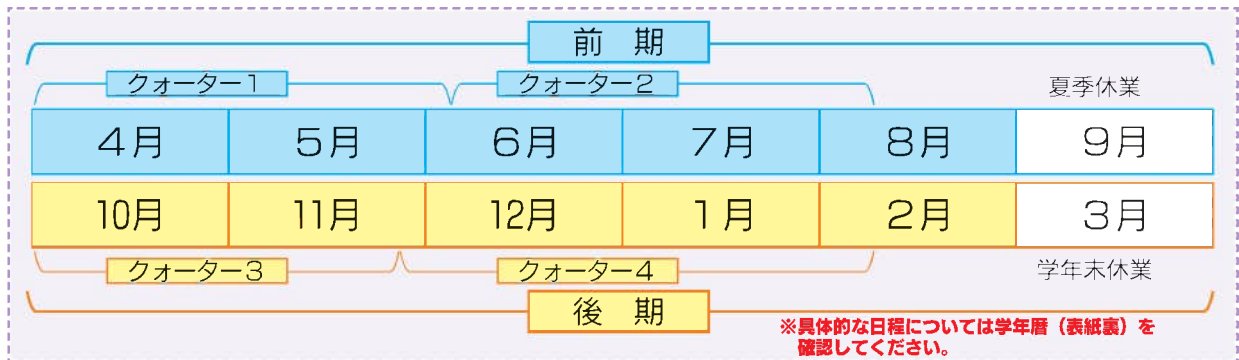 前　期
クォーター1　クォーター2　夏季休業
4月　5月　6月　7月　8月　9月
10月　11月　12月　1月　2月　3月
クォーター3　クォーター4　学年末休業
後　期
※具体的な日程については学年暦（表紙裏）を
確認してください。